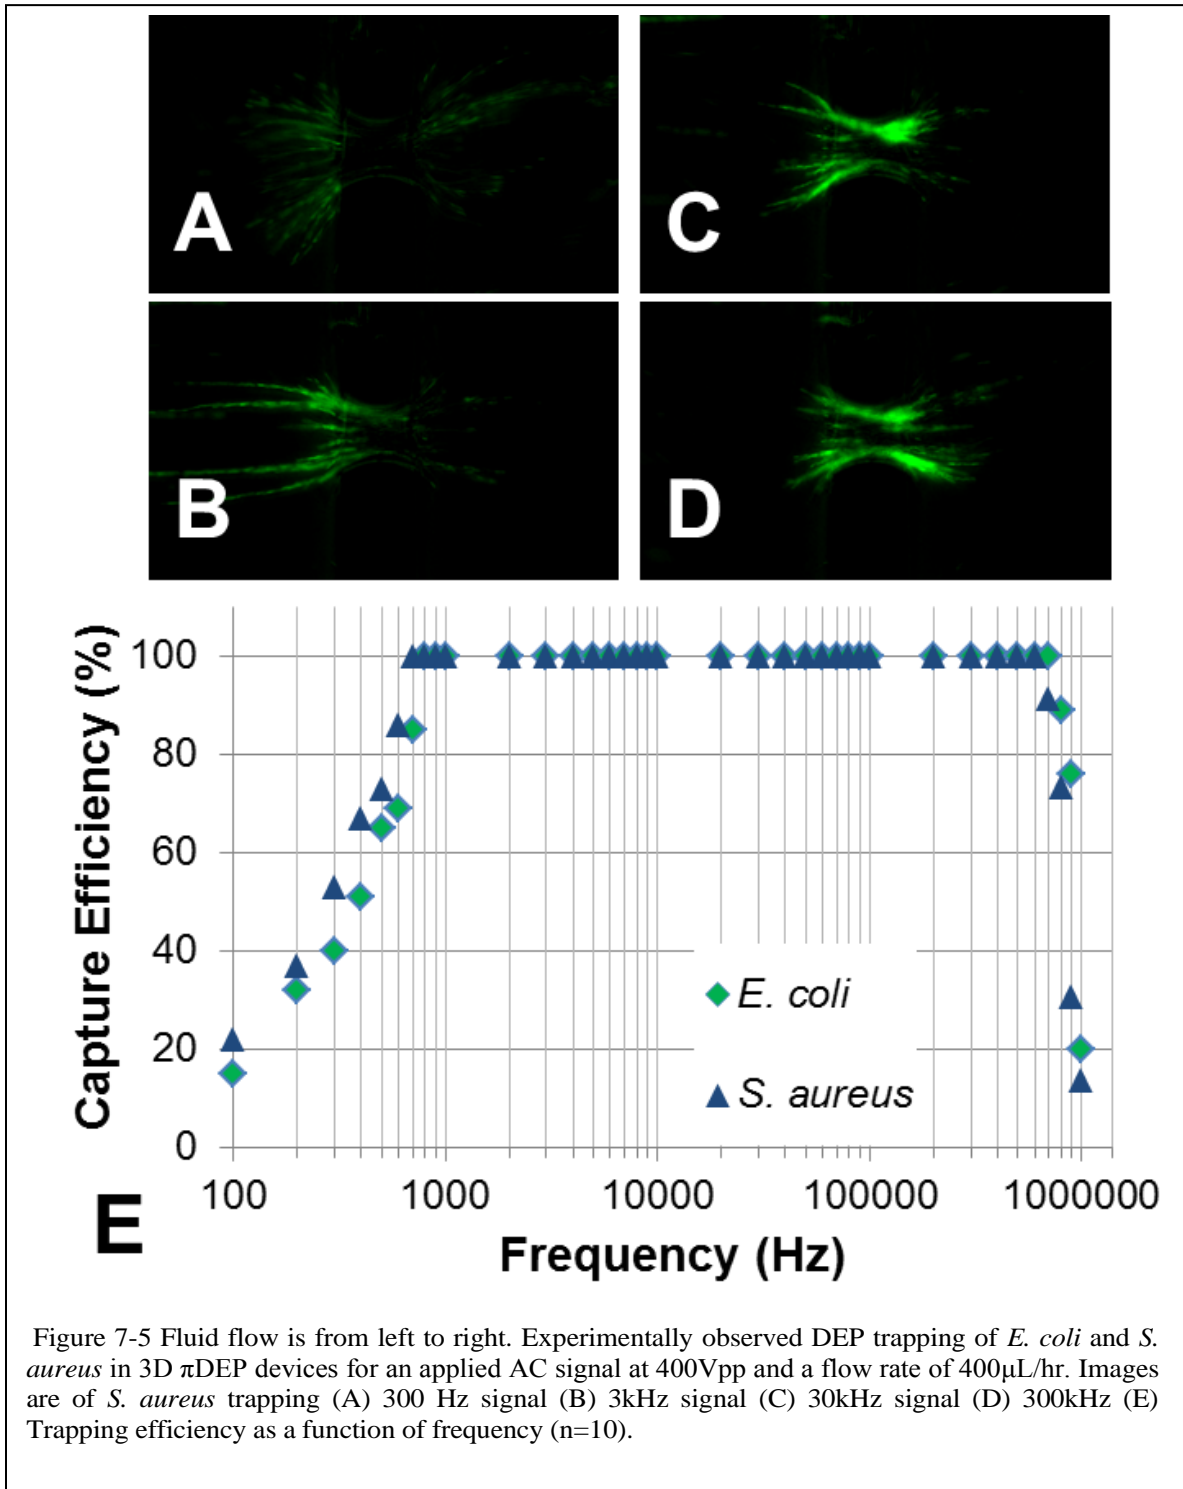 A
C
B
D
Capture Efficiency (%)
100
80
60
40
20
0
E. coli
S. aureus
100
1000
10000
100000
1000000
E
Frequency (Hz)
Figure 7-5 Fluid flow is from left to right. Experimentally observed DEP trapping of E. coli and S.
aureus in 3D πDEP devices for an applied AC signal at 400Vpp and a flow rate of 400μL/hr. Images
are of S. aureus trapping (A) 300 Hz signal (B) 3kHz signal (C) 30kHz signal (D) 300kHz (E)
Trapping efficiency as a function of frequency (n=10).